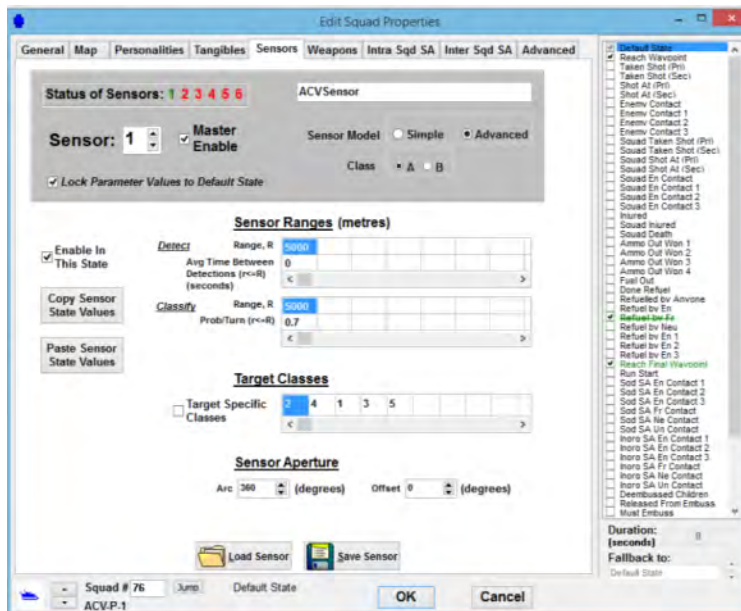 Edit Squad Properties
General Map Personalities Tangibles Sensors Weapons Intra Sqd SA Inter Sqd SA Advanced
Status of Sensors: 1 2 3 4 5 6
ACVSensor
Sensor: 1
Master Enable
Sensor Model Simple Advanced
Class A B
Lock Parameter Values to Default State
Sensor Ranges (metres)
Enable In This State
Detect Range, R 5000
Avg Time Between Detections (r<=R) (seconds) 0
Copy Sensor State Values
Classify Range, R 5000
Prob/Turn (r<=R) 0.7
Paste Sensor State Values
Target Classes
Target Specific Classes
2 4 1 3 5
Sensor Aperture
Arc 360 (degrees) Offset 0 (degrees)
Load Sensor Save Sensor
Squad # 76 Jump Default State
ACV-P-1
OK Cancel
Default State
Reach Waypoint
Taken Shot (Pri)
Taken Shot (Sec)
Shot At (Pri)
Shot At (Sec)
Enemy Contact
Enemy Contact 1
Enemy Contact 2
Enemy Contact 3
Squad Taken Shot (Pri)
Squad Taken Shot (Sec)
Squad Shot At (Pri)
Squad Shot At (Sec)
Squad En Contact
Squad En Contact 1
Squad En Contact 2
Squad En Contact 3
Injured
Squad Injured
Squad Death
Ammo Out Wpn 1
Ammo Out Wpn 2
Ammo Out Wpn 3
Ammo Out Wpn 4
Fuel Out
Done Refuel
Refuelled by Anyone
Refuel by En
Refuel by Fr
Refuel by Neu
Refuel by En 1
Refuel by En 2
Refuel by En 3
Reach Final Waypoint
Run Start
Sqd SA En Contact 1
Sqd SA En Contact 2
Sqd SA En Contact 3
Sqd SA Fr Contact
Sqd SA Ne Contact
Sqd SA Un Contact
Inorg SA En Contact 1
Inorg SA En Contact 2
Inorg SA En Contact 3
Inorg SA Fr Contact
Inorg SA Ne Contact
Inorg SA Un Contact
Deembussed Children
Released From Embuss
Must Embuss
Duration: (seconds) 0
Fallback to:
Default State